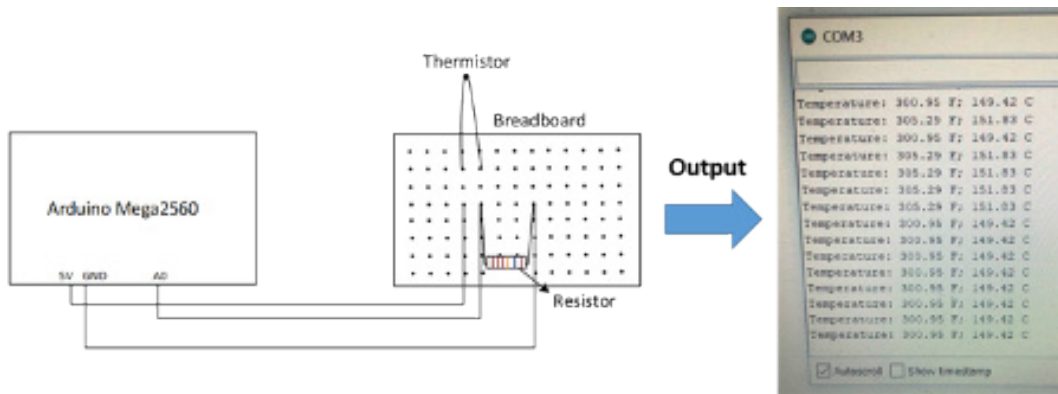 Thermistor
Breadboard
Arduino Mega2560
5V GND A0
Resistor
Output
COM3
Temperature: 300.95 F; 149.42 C
Temperature: 305.29 F; 151.83 C
Temperature: 300.95 F; 149.42 C
Temperature: 305.29 F; 151.83 C
Temperature: 305.29 F; 151.83 C
Temperature: 305.29 F; 151.83 C
Temperature: 305.29 F; 151.83 C
Temperature: 300.95 F; 149.42 C
Temperature: 300.95 F; 149.42 C
Temperature: 300.95 F; 149.42 C
Temperature: 300.95 F; 149.42 C
Temperature: 300.95 F; 149.42 C
Temperature: 300.95 F; 149.42 C
Temperature: 300.95 F; 149.42 C
Temperature: 300.95 F; 149.42 C
Autoscroll Show timestamp